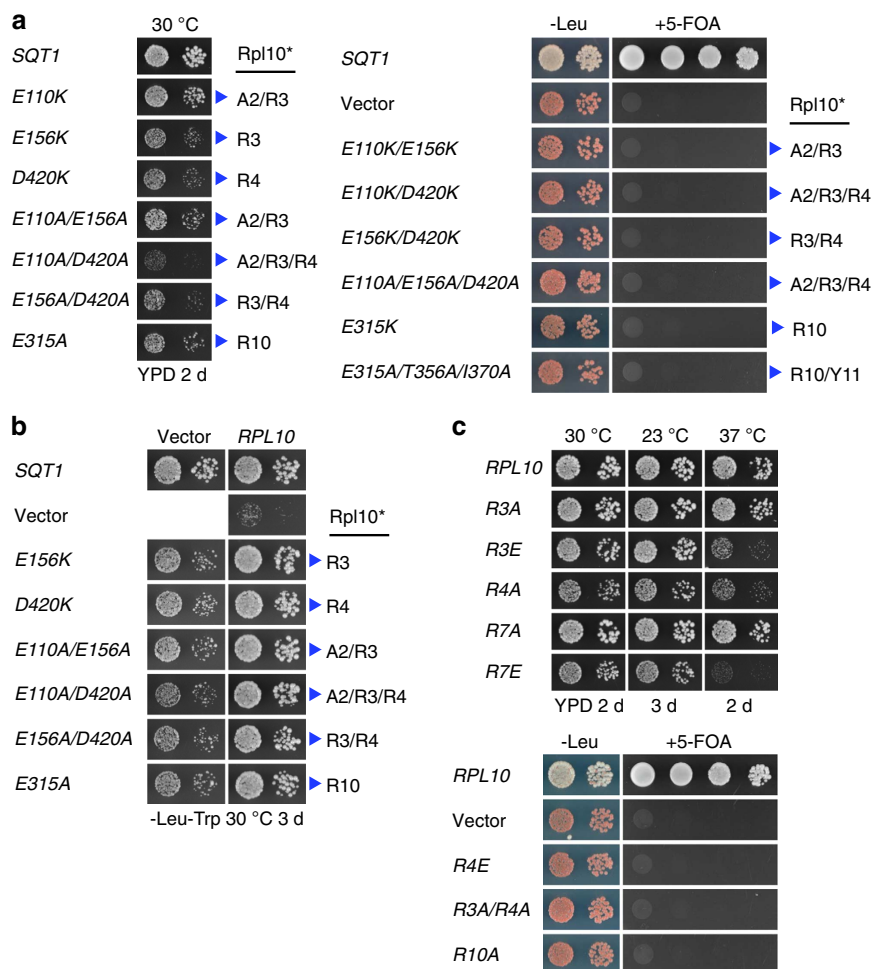 a
30 °C
Rpl10*
SQT1
E110K
A2/R3
E156K
R3
D420K
R4
E110A/E156A
A2/R3
E110A/D420A
A2/R3/R4
E156A/D420A
R3/R4
E315A
R10
YPD 2 d
-Leu
+5-FOA
SQT1
Vector
Rpl10*
E110K/E156K
A2/R3
E110K/D420K
A2/R3/R4
E156K/D420K
R3/R4
E110A/E156A/D420A
A2/R3/R4
E315K
R10
E315A/T356A/I370A
R10/Y11
b
Vector
RPL10
SQT1
Vector
Rpl10*
E156K
R3
D420K
R4
E110A/E156A
A2/R3
E110A/D420A
A2/R3/R4
E156A/D420A
R3/R4
E315A
R10
-Leu-Trp 30 °C 3 d
c
30 °C
23 °C
37 °C
RPL10
R3A
R3E
R4A
R7A
R7E
YPD 2 d
3 d
2 d
-Leu
+5-FOA
RPL10
Vector
R4E
R3A/R4A
R10A